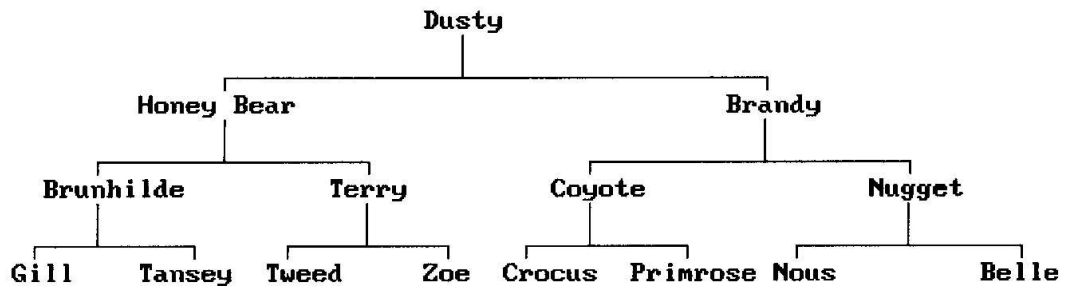 Dusty
Honey Bear Brandy
Brunhilde Terry Coyote Nugget
Gill Tansey Tweed Zoe Crocus Primrose Nous Belle